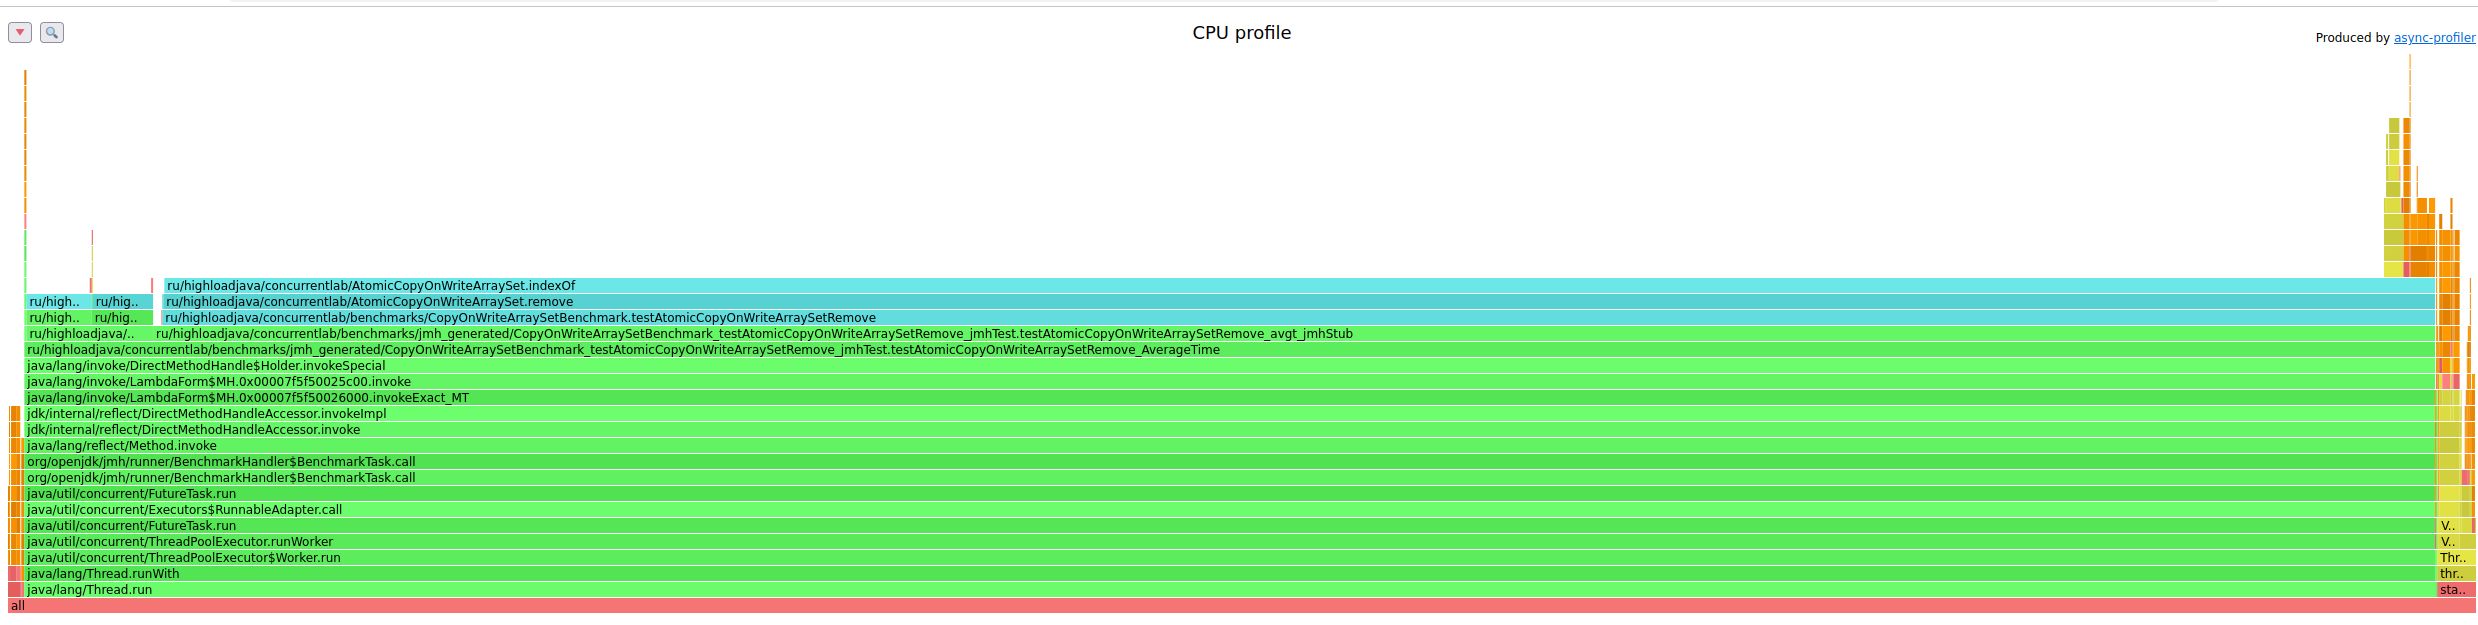 CPU profile
Produced by async-profiler
ru/highloadjava/concurrentlab/AtomicCopyOnWriteArraySet.indexOf
ru/high.. ru/hig.. ru/highloadjava/concurrentlab/AtomicCopyOnWriteArraySet.remove
ru/high.. ru/hig.. ru/highloadjava/concurrentlab/benchmarks/CopyOnWriteArraySetBenchmark.testAtomicCopyOnWriteArraySetRemove
ru/highloadjava/.. ru/highloadjava/concurrentlab/benchmarks/jmh_generated/CopyOnWriteArraySetBenchmark_testAtomicCopyOnWriteArraySetRemove_jmhTest.testAtomicCopyOnWriteArraySetRemove_avgt_jmhStub
ru/highloadjava/concurrentlab/benchmarks/jmh_generated/CopyOnWriteArraySetBenchmark_testAtomicCopyOnWriteArraySetRemove_jmhTest.testAtomicCopyOnWriteArraySetRemove_AverageTime
java/lang/invoke/DirectMethodHandle$Holder.invokeSpecial
java/lang/invoke/LambdaForm$MH.0x00007f5f50025c00.invoke
java/lang/invoke/LambdaForm$MH.0x00007f5f50026000.invokeExact_MT
jdk/internal/reflect/DirectMethodHandleAccessor.invokeImpl
jdk/internal/reflect/DirectMethodHandleAccessor.invoke
java/lang/reflect/Method.invoke
org/openjdk/jmh/runner/BenchmarkHandler$BenchmarkTask.call
org/openjdk/jmh/runner/BenchmarkHandler$BenchmarkTask.call
java/util/concurrent/FutureTask.run
java/util/concurrent/Executors$RunnableAdapter.call
java/util/concurrent/FutureTask.run V..
java/util/concurrent/ThreadPoolExecutor.runWorker V..
java/util/concurrent/ThreadPoolExecutor$Worker.run Thr..
java/lang/Thread.runWith thr..
java/lang/Thread.run sta..
all